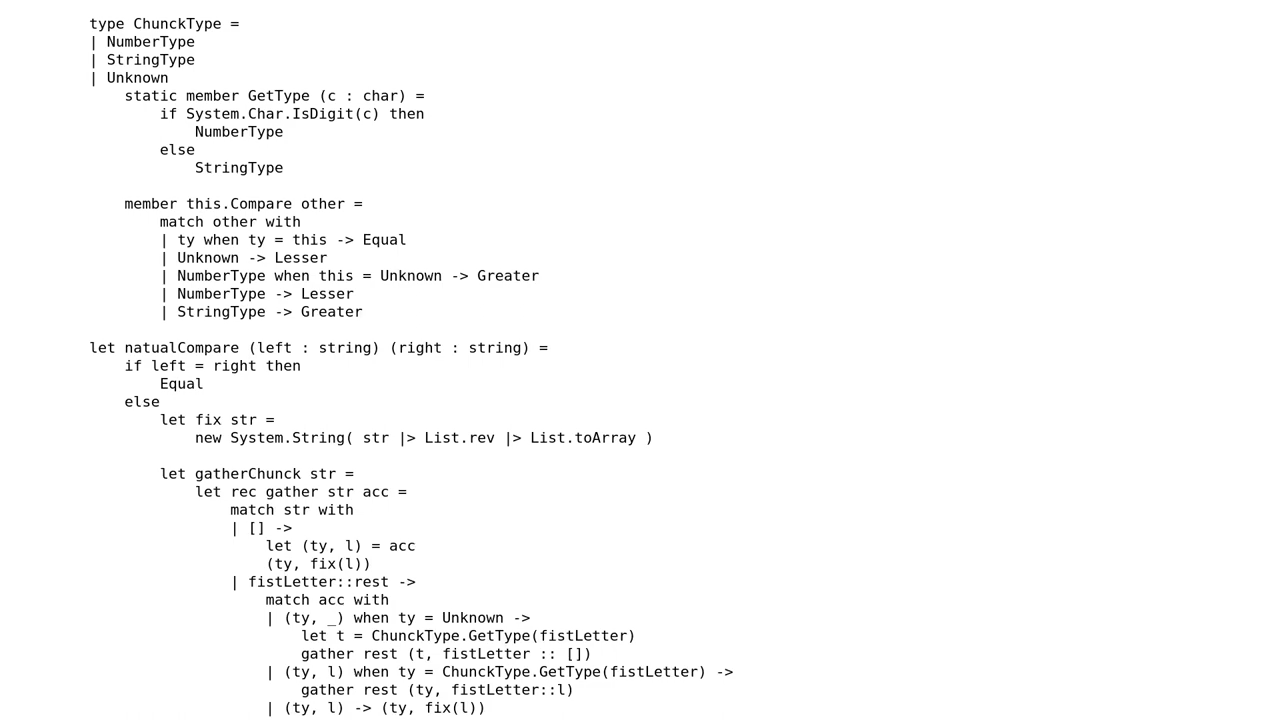 type ChunckType =
| NumberType
| StringType
| Unknown
    static member GetType (c : char) =
        if System.Char.IsDigit(c) then
            NumberType
        else
            StringType

    member this.Compare other =
        match other with
        | ty when ty = this -> Equal
        | Unknown -> Lesser
        | NumberType when this = Unknown -> Greater
        | NumberType -> Lesser
        | StringType -> Greater

let natualCompare (left : string) (right : string) =
    if left = right then
        Equal
    else
        let fix str =
            new System.String( str |> List.rev |> List.toArray )

        let gatherChunck str =
            let rec gather str acc =
                match str with
                | [] ->
                    let (ty, l) = acc
                    (ty, fix(l))
                | fistLetter::rest ->
                    match acc with
                    | (ty, _) when ty = Unknown ->
                        let t = ChunckType.GetType(fistLetter)
                        gather rest (t, fistLetter :: [])
                    | (ty, l) when ty = ChunckType.GetType(fistLetter) ->
                        gather rest (ty, fistLetter::l)
                    | (ty, l) -> (ty, fix(l))